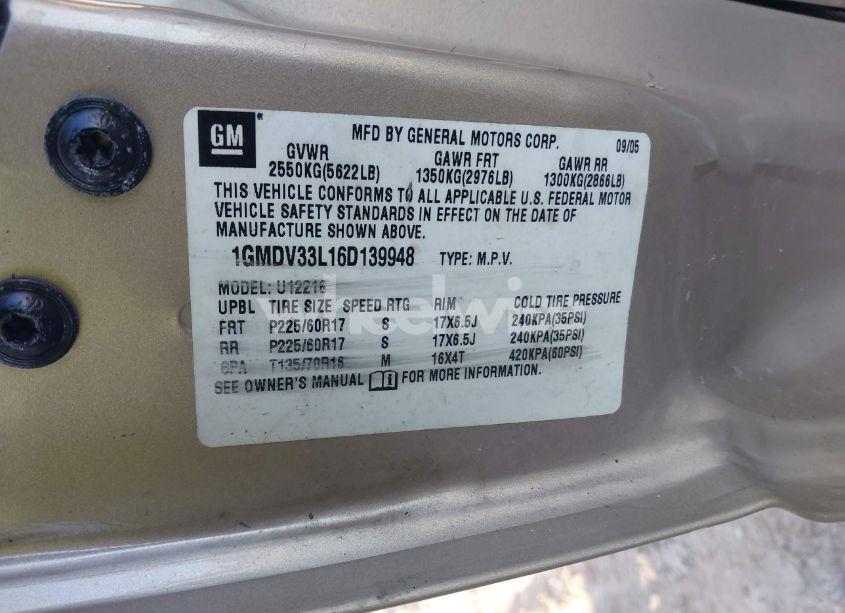 GM®
MFD BY GENERAL MOTORS CORP. 09/05
GVWR GAWR FRT GAWR RR
2550KG(5622LB) 1350KG(2976LB) 1300KG(2866LB)
THIS VEHICLE CONFORMS TO ALL APPLICABLE U.S. FEDERAL MOTOR
VEHICLE SAFETY STANDARDS IN EFFECT ON THE DATE OF
MANUFACTURE SHOWN ABOVE.
1GMDV33L16D139948 TYPE: M.P.V.
MODEL: U12216
UPBL TIRE SIZE SPEED RTG RIM COLD TIRE PRESSURE
FRT P225/60R17 S 17X6.5J 240KPA(35PSI)
RR P225/60R17 S 17X6.5J 240KPA(35PSI)
SPA T135/70R16 M 16X4T 420KPA(60PSI)
SEE OWNER'S MANUAL FOR MORE INFORMATION.